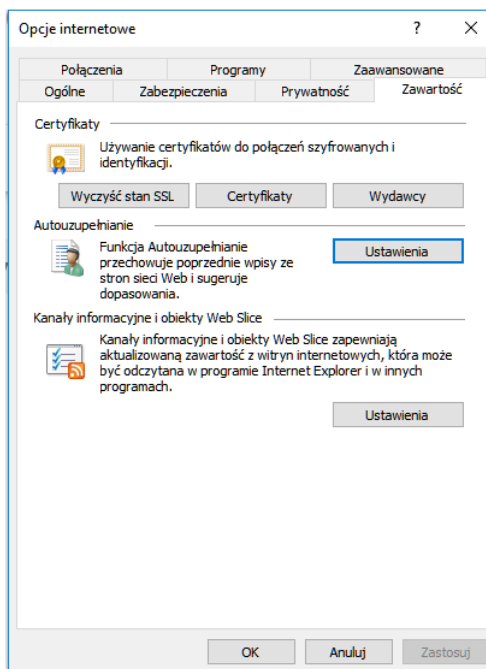 Opcje internetowe
Połączenia Programy Zaawansowane
Ogólne Zabezpieczenia Prywatność Zawartość
Certyfikaty
Używanie certyfikatów do połączeń szyfrowanych i
identyfikacji.
Wyczyść stan SSL Certyfikaty Wydawcy
Autouzupełnianie
Funkcja Autouzupełnianie
przechowuje poprzednie wpisy ze
stron sieci Web i sugeruje
dopasowania.
Ustawienia
Kanały informacyjne i obiekty Web Slice
Kanały informacyjne i obiekty Web Slice zapewniają
aktualizowaną zawartość z witryn internetowych, która może
być odczytana w programie Internet Explorer i w innych
programach.
Ustawienia
OK Anuluj Zastosuj